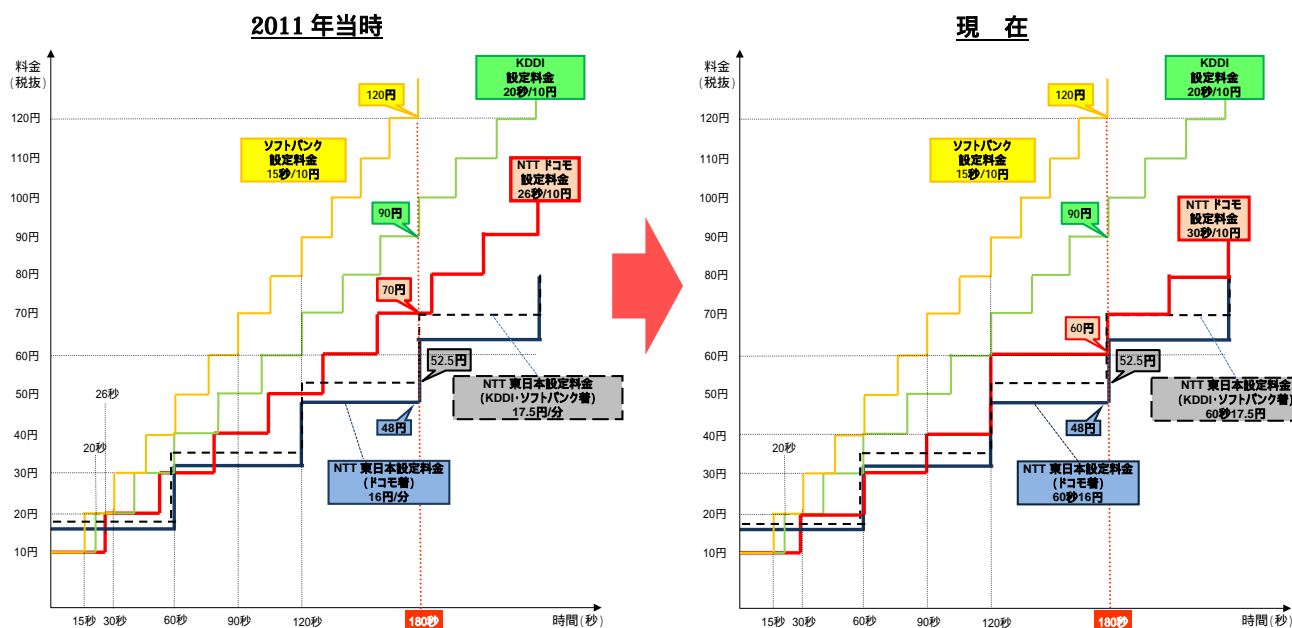 2011 年当時
料金
(税抜)
120円
110円
100円
90円
80円
70円
60円
50円
40円
30円
20円
10円
KDDI
設定料金
20秒/10円
120円
ソフトバンク
設定料金
15秒/10円
NTT ドコモ
設定料金
26秒/10円
90円
70円
52.5円
NTT 東日本設定料金
(KDDI・ソフトバンク着)
17.5円/分
48円
NTT 東日本設定料金
(ドコモ着)
16円/分
26秒
20秒
15秒
30秒
60秒
90秒
120秒
180秒
時間(秒)
現 在
料金
(税抜)
120円
110円
100円
90円
80円
70円
60円
50円
40円
30円
20円
10円
KDDI
設定料金
20秒/10円
120円
ソフトバンク
設定料金
15秒/10円
NTT ドコモ
設定料金
30秒/10円
90円
60円
52.5円
NTT 東日本設定料金
(KDDI・ソフトバンク着)
60秒17.5円
48円
NTT 東日本設定料金
(ドコモ着)
60秒16円
20秒
15秒
30秒
60秒
90秒
120秒
180秒
時間(秒)